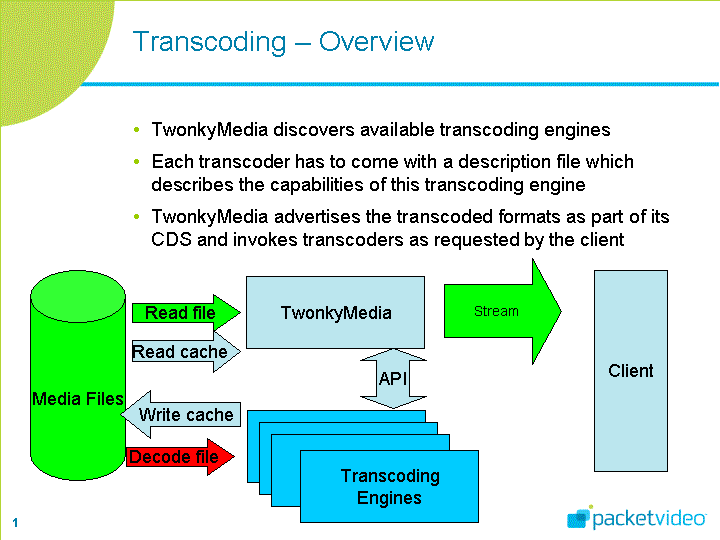 Transcoding – Overview
• TwonkyMedia discovers available transcoding engines
• Each transcoder has to come with a description file which
describes the capabilities of this transcoding engine
• TwonkyMedia advertises the transcoded formats as part of its
CDS and invokes transcoders as requested by the client
Read file
TwonkyMedia
Stream
Read cache
Client
API
Media Files
Write cache
Decode file
Transcoding
Engines
1
packetvideo